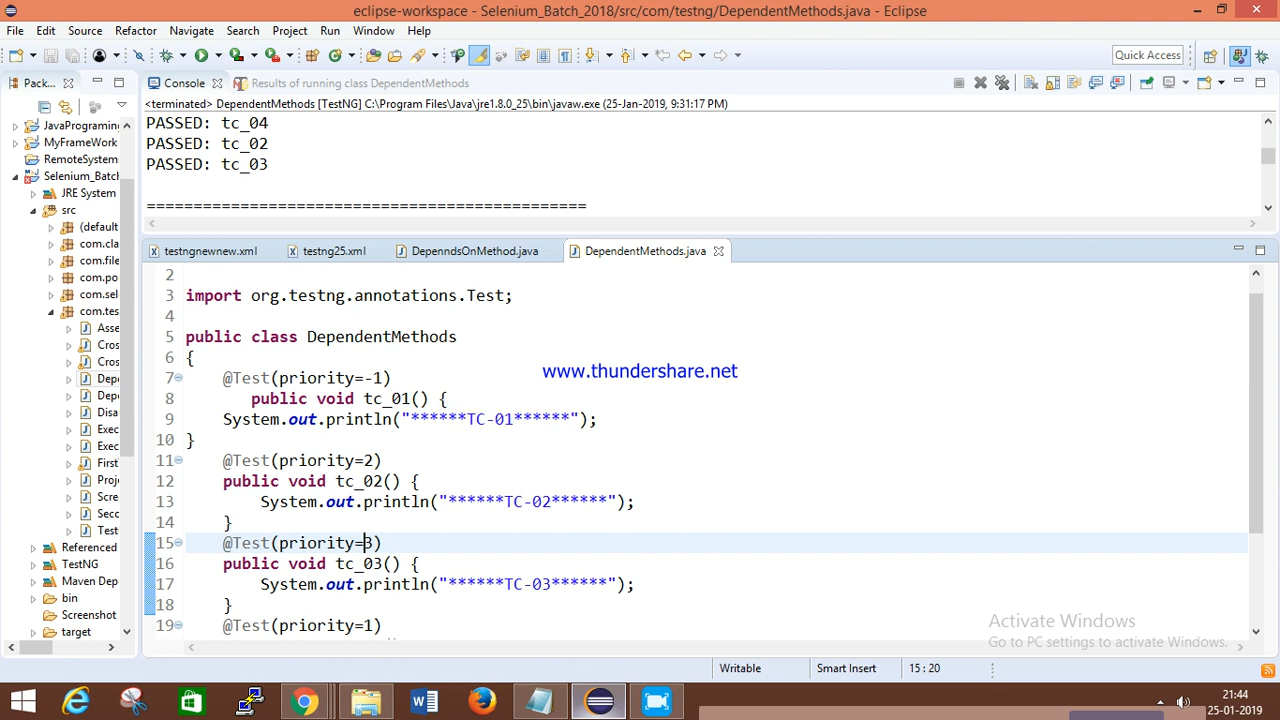 eclipse-workspace - Selenium_Batch_2018/src/com/testng/DependentMethods.java - Eclipse
File Edit Source Refactor Navigate Search Project Run Window Help
Quick Access
Pack...
Console
Results of running class DependentMethods
<terminated> DependentMethods [TestNG] C:\Program Files\Java\jre1.8.0_25\bin\javaw.exe (25-Jan-2019, 9:31:17 PM)
PASSED: tc_04
PASSED: tc_02
PASSED: tc_03
===============================================
JavaPrograming
MyFrameWork
RemoteSystems
Selenium_Batc
JRE System
src
(default
com.cla
com.file
com.po
com.sel
com.tes
Asse
Cros
Cros
Depe
Depe
Disa
Exec
Exec
First
Proje
Scre
Seco
Test
Referenced
TestNG
Maven Dep
bin
Screenshot
target
testngnewnew.xml
testng25.xml
DepenndsOnMethod.java
DependentMethods.java
2
3 import org.testng.annotations.Test;
4
5 public class DependentMethods
6 {
7 @Test(priority=-1)
8 public void tc_01() {
9 System.out.println("******TC-01******");
10 }
11 @Test(priority=2)
12 public void tc_02() {
13 System.out.println("******TC-02******");
14 }
15 @Test(priority=3)
16 public void tc_03() {
17 System.out.println("******TC-03******");
18 }
19 @Test(priority=1)
www.thundershare.net
Activate Windows
Go to PC settings to activate Windows.
Writable
Smart Insert
15 : 20
21:44
25-01-2019